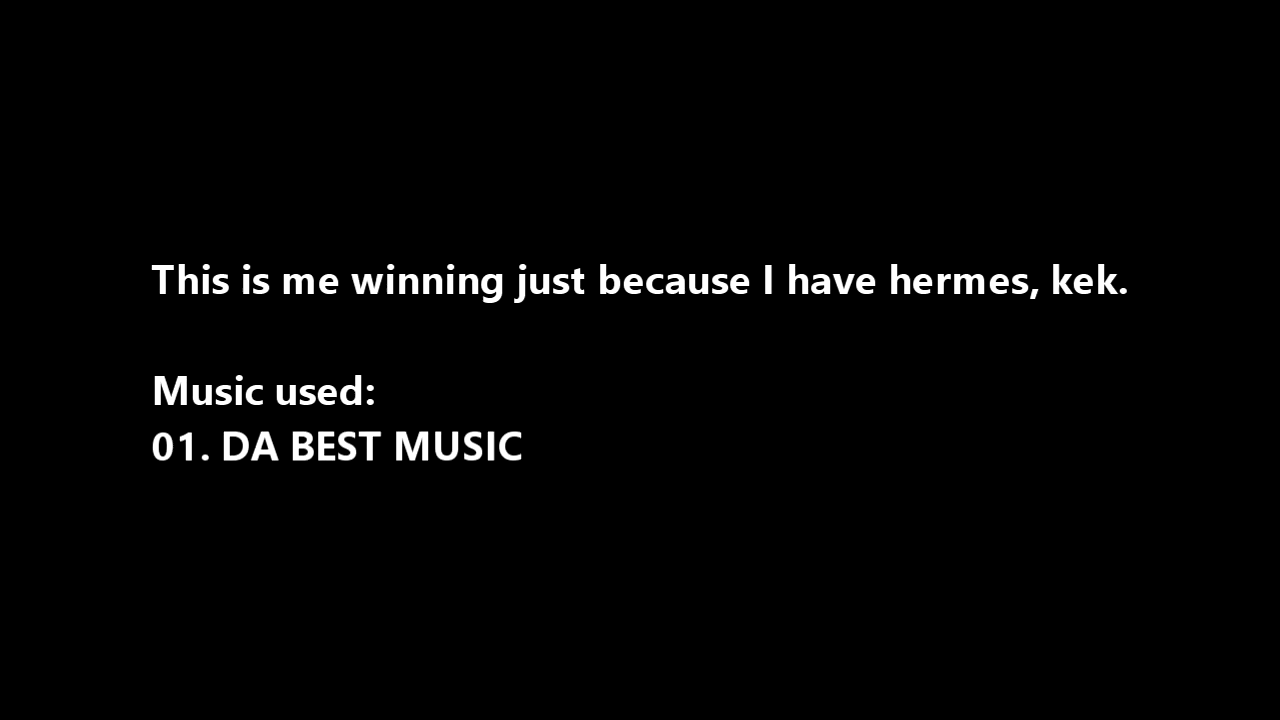 This is me winning just because I have hermes, kek.
Music used:
01. DA BEST MUSIC